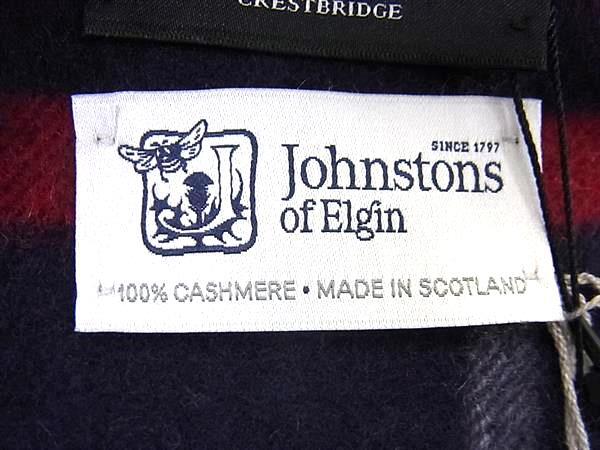 CRESTBRIDGE
SINCE 1797
Johnstons
of Elgin
100% CASHMERE • MADE IN SCOTLAND